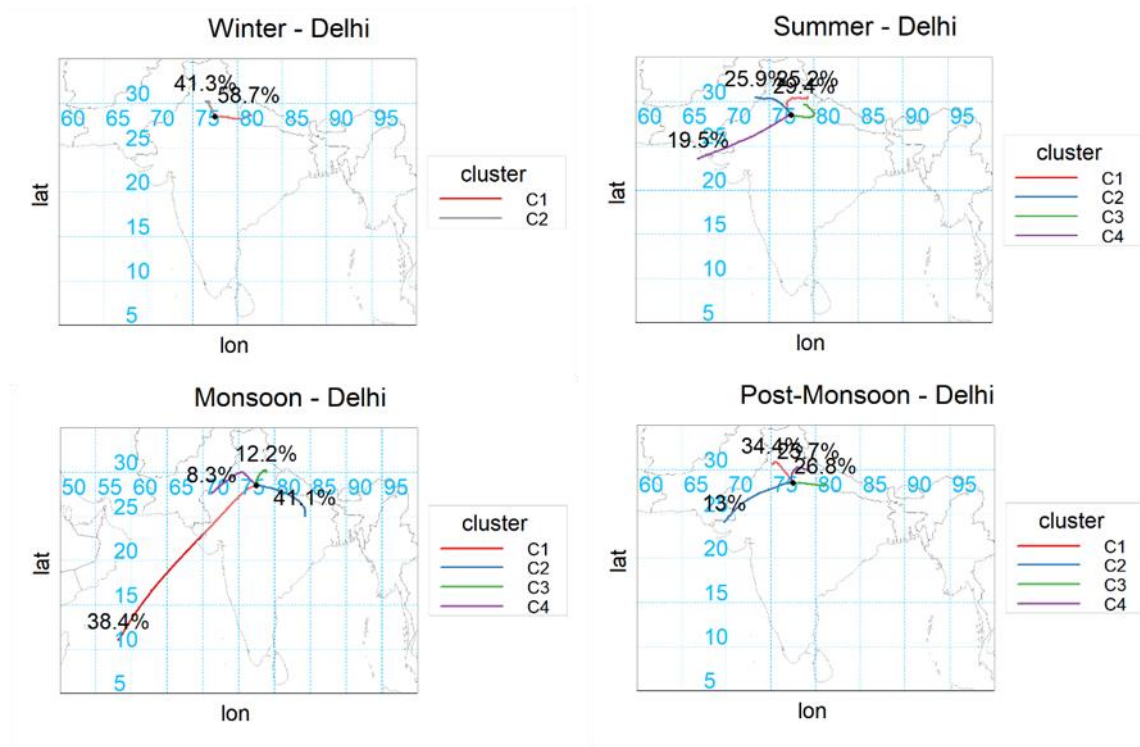 Winter - Delhi
41.3%
58.7%
30
60 65 70 75 80 85 90 95
25
20
15
10
5
lat
lon
cluster
C1
C2
Summer - Delhi
25.9% 25.2%
29.4%
30
60 65 70 75 80 85 90 95
19.5% 25
20
15
10
5
lat
lon
cluster
C1
C2
C3
C4
Monsoon - Delhi
12.2%
8.3%
30
50 55 60 65 70 75 80 85 90 95
41.1%
25
20
15
38.4%
10
5
lat
lon
cluster
C1
C2
C3
C4
Post-Monsoon - Delhi
34.4%
26.8%
30
60 65 70 75 80 85 90 95
13% 25
20
15
10
5
lat
lon
cluster
C1
C2
C3
C4